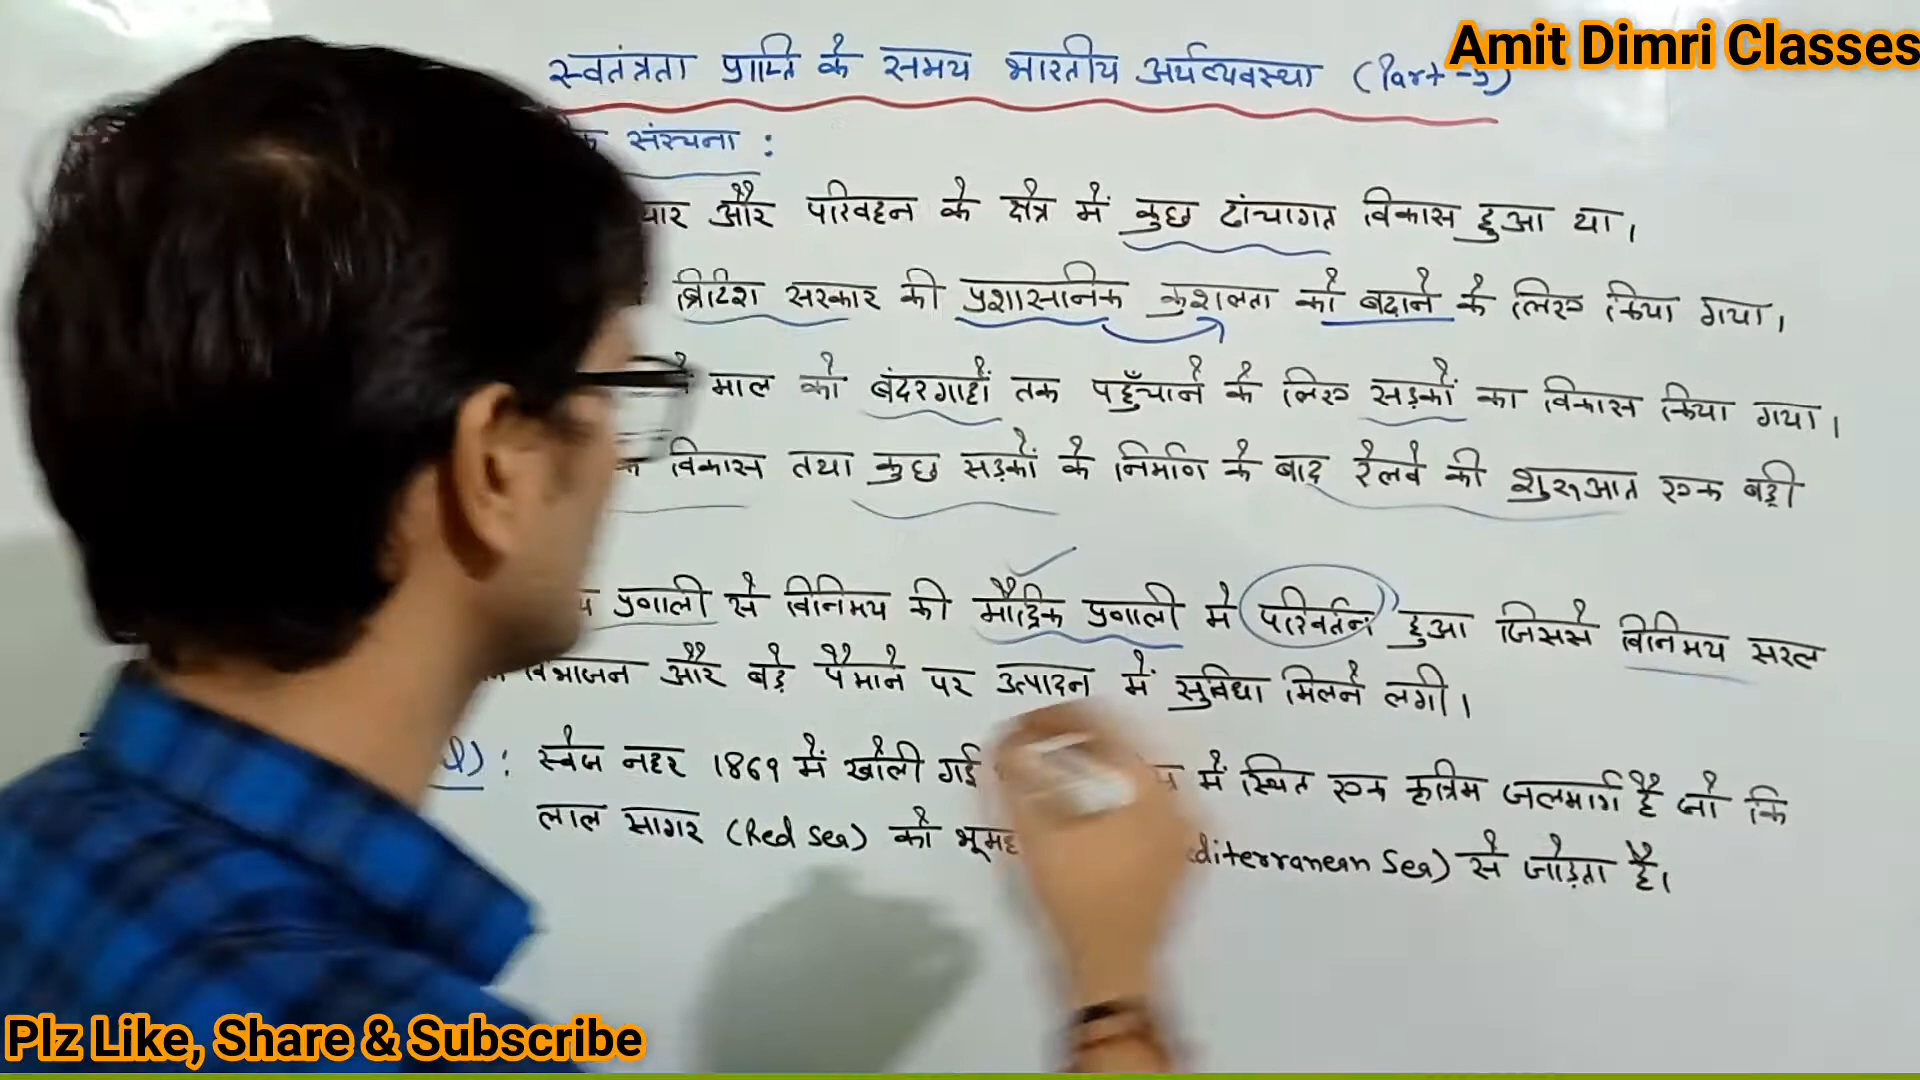 Amit Dimri Classes
स्वतंत्रता प्राप्ति के समय भारतीय अर्थव्यवस्था (Part-5)
संरचना :
और परिवहन के क्षेत्र में कुछ ढांचागत विकास हुआ था।
ब्रिटिश सरकार की प्रशासनिक कुशलता को बढ़ाने के लिए किया गया।
माल को बंदरगाहों तक पहुँचाने के लिए सड़कों का विकास किया गया।
विकास तथा कुछ सड़कों के निर्माण के बाद रेलवे की शुरुआत एक बड़ी
प्रणाली से विनिमय की मौद्रिक प्रणाली में परिवर्तन हुआ जिससे विनिमय सरल
विभाजन और बड़े पैमाने पर उत्पादन में सुविधा मिलने लगी।
: स्वेज नहर 1869 में खोली गई में स्थित एक कृत्रिम जलमार्ग है जो कि
लाल सागर (Red Sea) को diterranean Sea) से जोड़ता है।
Plz Like, Share & Subscribe